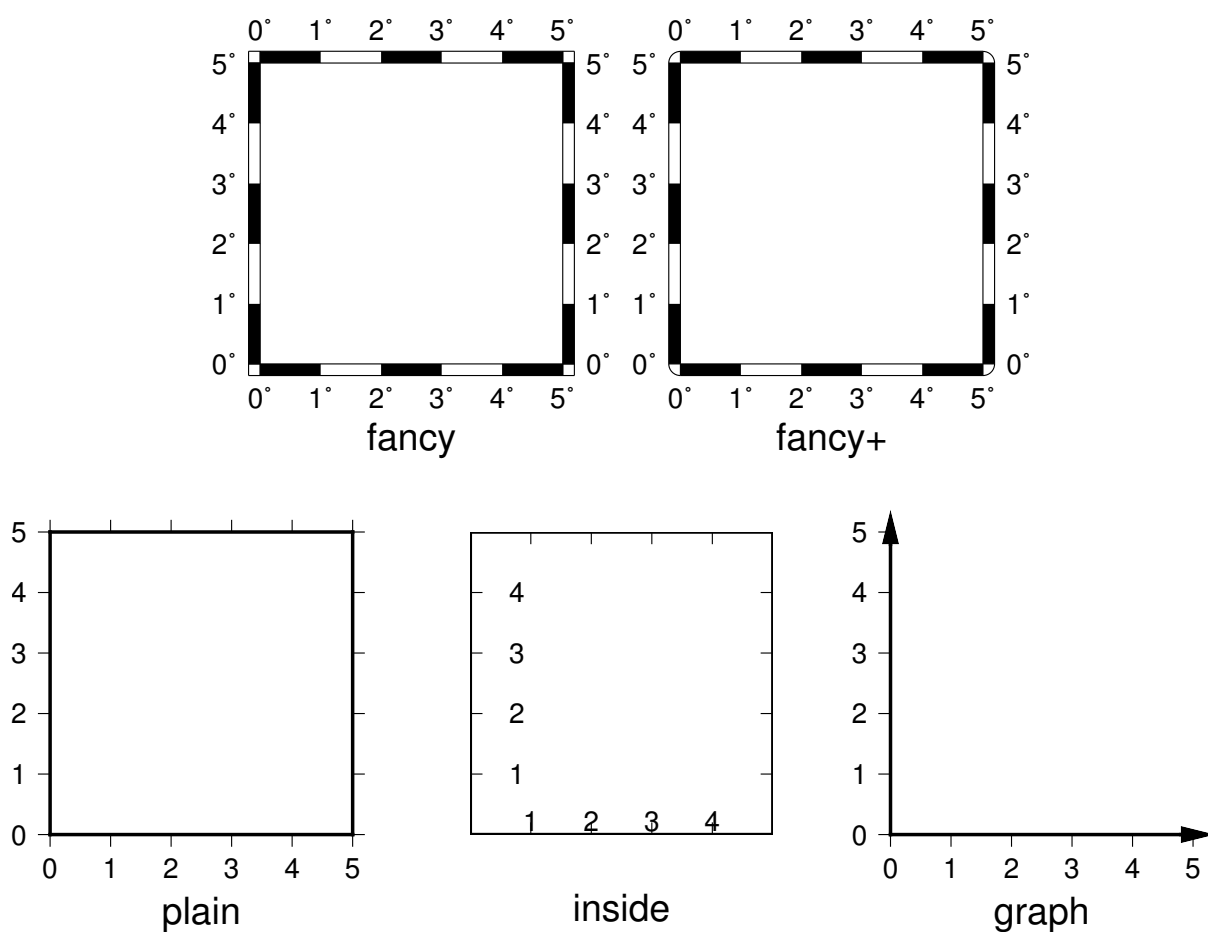 0° 1° 2° 3° 4° 5° 0° 1° 2° 3° 4° 5°
5° 5° 5° 5°
4° 4° 4° 4°
3° 3° 3° 3°
2° 2° 2° 2°
1° 1° 1° 1°
0° 0° 0° 0°
0° 1° 2° 3° 4° 5° 0° 1° 2° 3° 4° 5°
fancy fancy+
5 5
4 4 4
3 3 3
2 2 2
1 1 1
1 2 3 4
0 0
0 1 2 3 4 5 0 1 2 3 4 5
plain inside graph